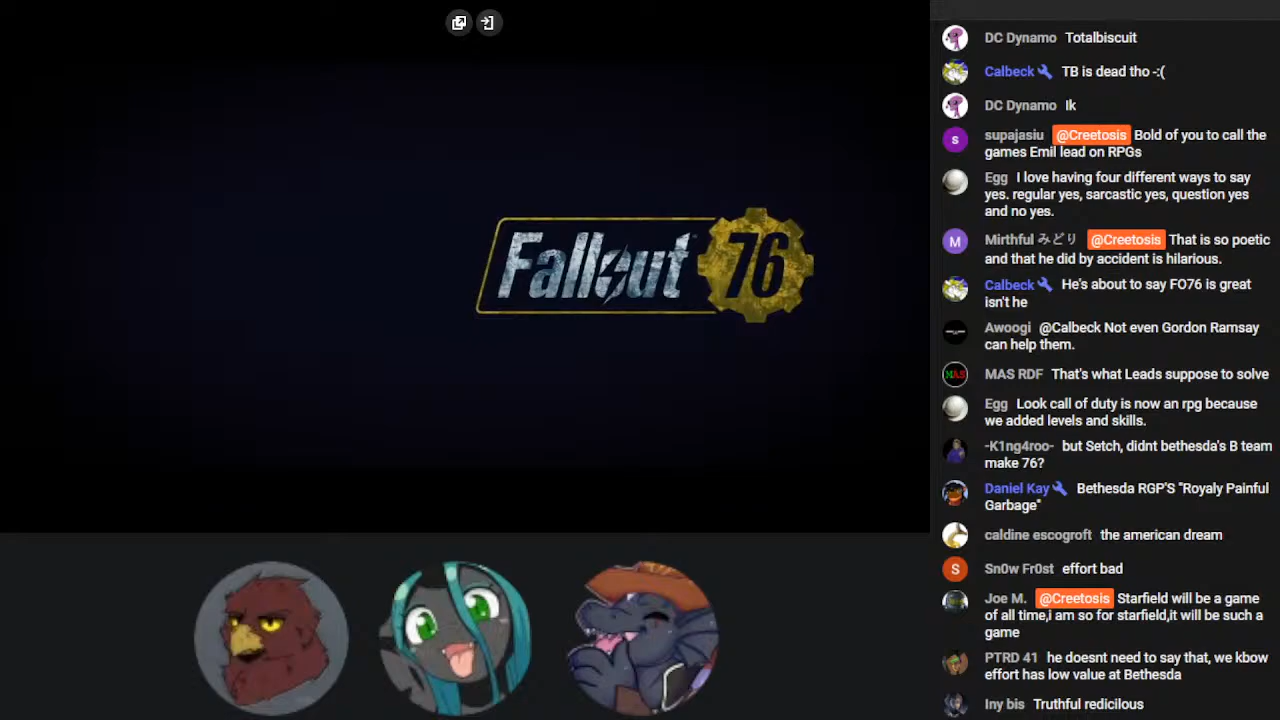 Fallout 76
DC Dynamo Totalbiscuit
Calbeck TB is dead tho -:(
DC Dynamo Ik
s
supajasiu @Creetosis Bold of you to call the
games Emil lead on RPGs
Egg I love having four different ways to say
yes. regular yes, sarcastic yes, question yes
and no yes.
M
Mirthful みどり @Creetosis That is so poetic
and that he did by accident is hilarious.
Calbeck He's about to say FO76 is great
isn't he
Awoogi @Calbeck Not even Gordon Ramsay
can help them.
MAS
MAS RDF That's what Leads suppose to solve
Egg Look call of duty is now an rpg because
we added levels and skills.
-K1ng4roo- but Setch, didnt bethesda's B team
make 76?
Daniel Kay Bethesda RGP'S "Royaly Painful
Garbage"
caldine escogroft the american dream
S
Sn0w Fr0st effort bad
Joe M. @Creetosis Starfield will be a game
of all time,i am so for starfield,it will be such a
game
PTRD 41 he doesnt need to say that, we kbow
effort has low value at Bethesda
Iny bis Truthful redicilous